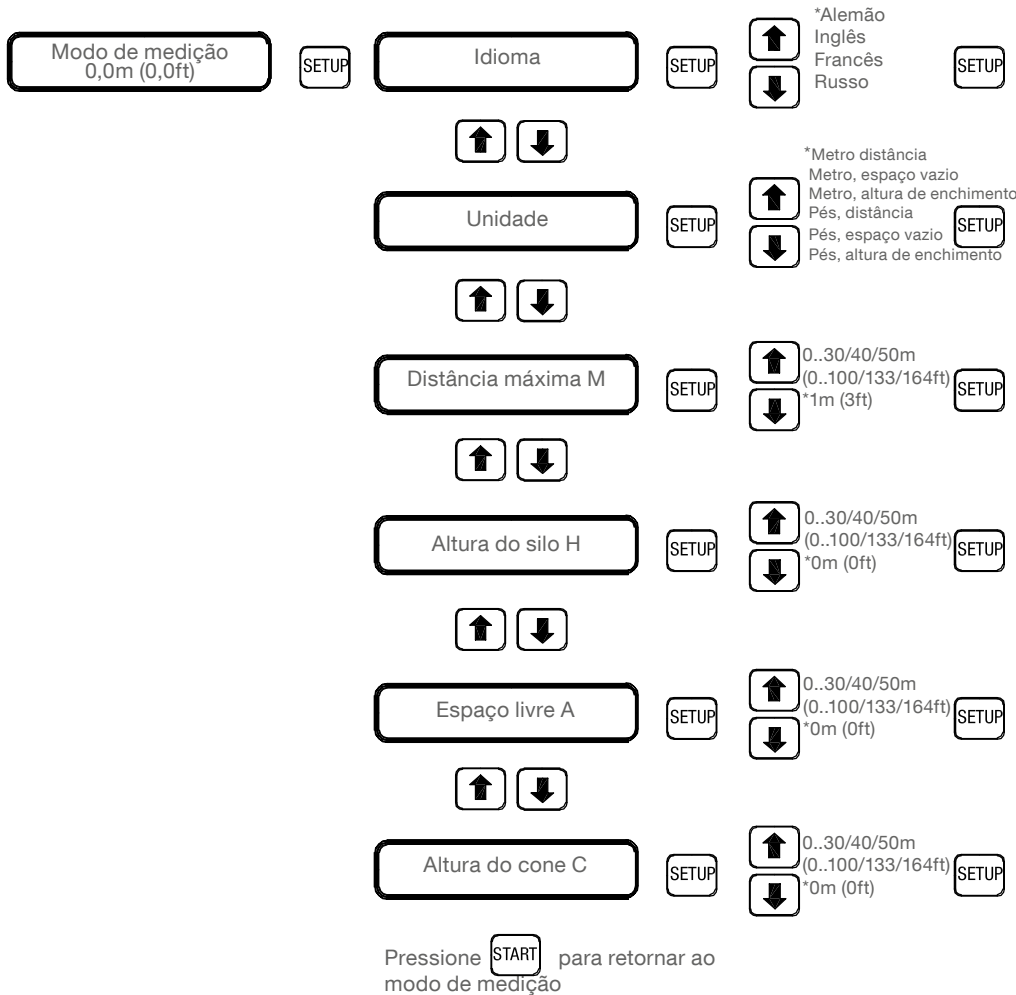 Modo de medição
0,0m (0,0ft)
SETUP
Idioma
SETUP
*Alemão
Inglês
Francês
Russo
SETUP
Unidade
SETUP
*Metro distância
Metro, espaço vazio
Metro, altura de enchimento
Pés, distância
Pés, espaço vazio
Pés, altura de enchimento
SETUP
Distância máxima M
SETUP
0..30/40/50m
(0..100/133/164ft)
*1m (3ft)
SETUP
Altura do silo H
SETUP
0..30/40/50m
(0..100/133/164ft)
*0m (0ft)
SETUP
Espaço livre A
SETUP
0..30/40/50m
(0..100/133/164ft)
*0m (0ft)
SETUP
Altura do cone C
SETUP
0..30/40/50m
(0..100/133/164ft)
*0m (0ft)
SETUP
Pressione START para retornar ao
modo de medição